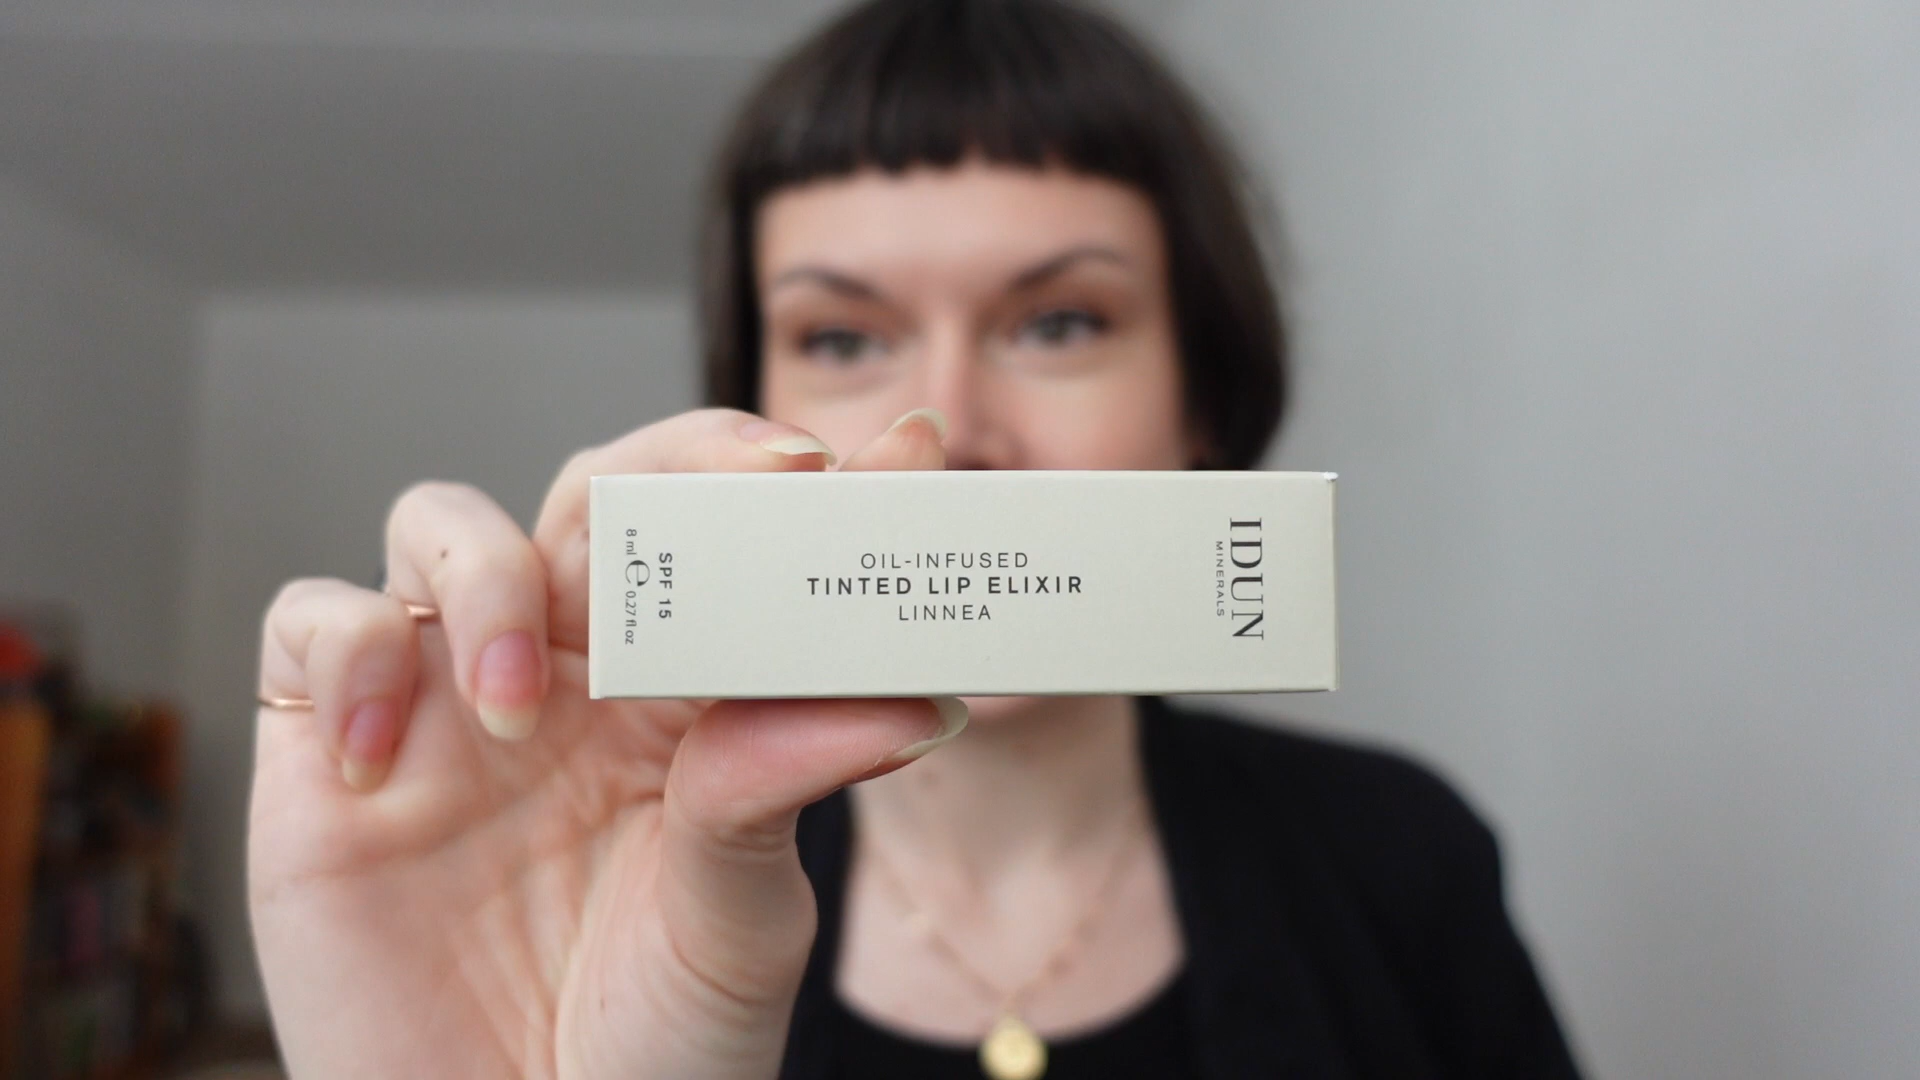 OIL-INFUSED
TINTED LIP ELIXIR
LINNEA
IDUN
MINERALS
SPF 15
8 ml ℮ 0.27 fl oz